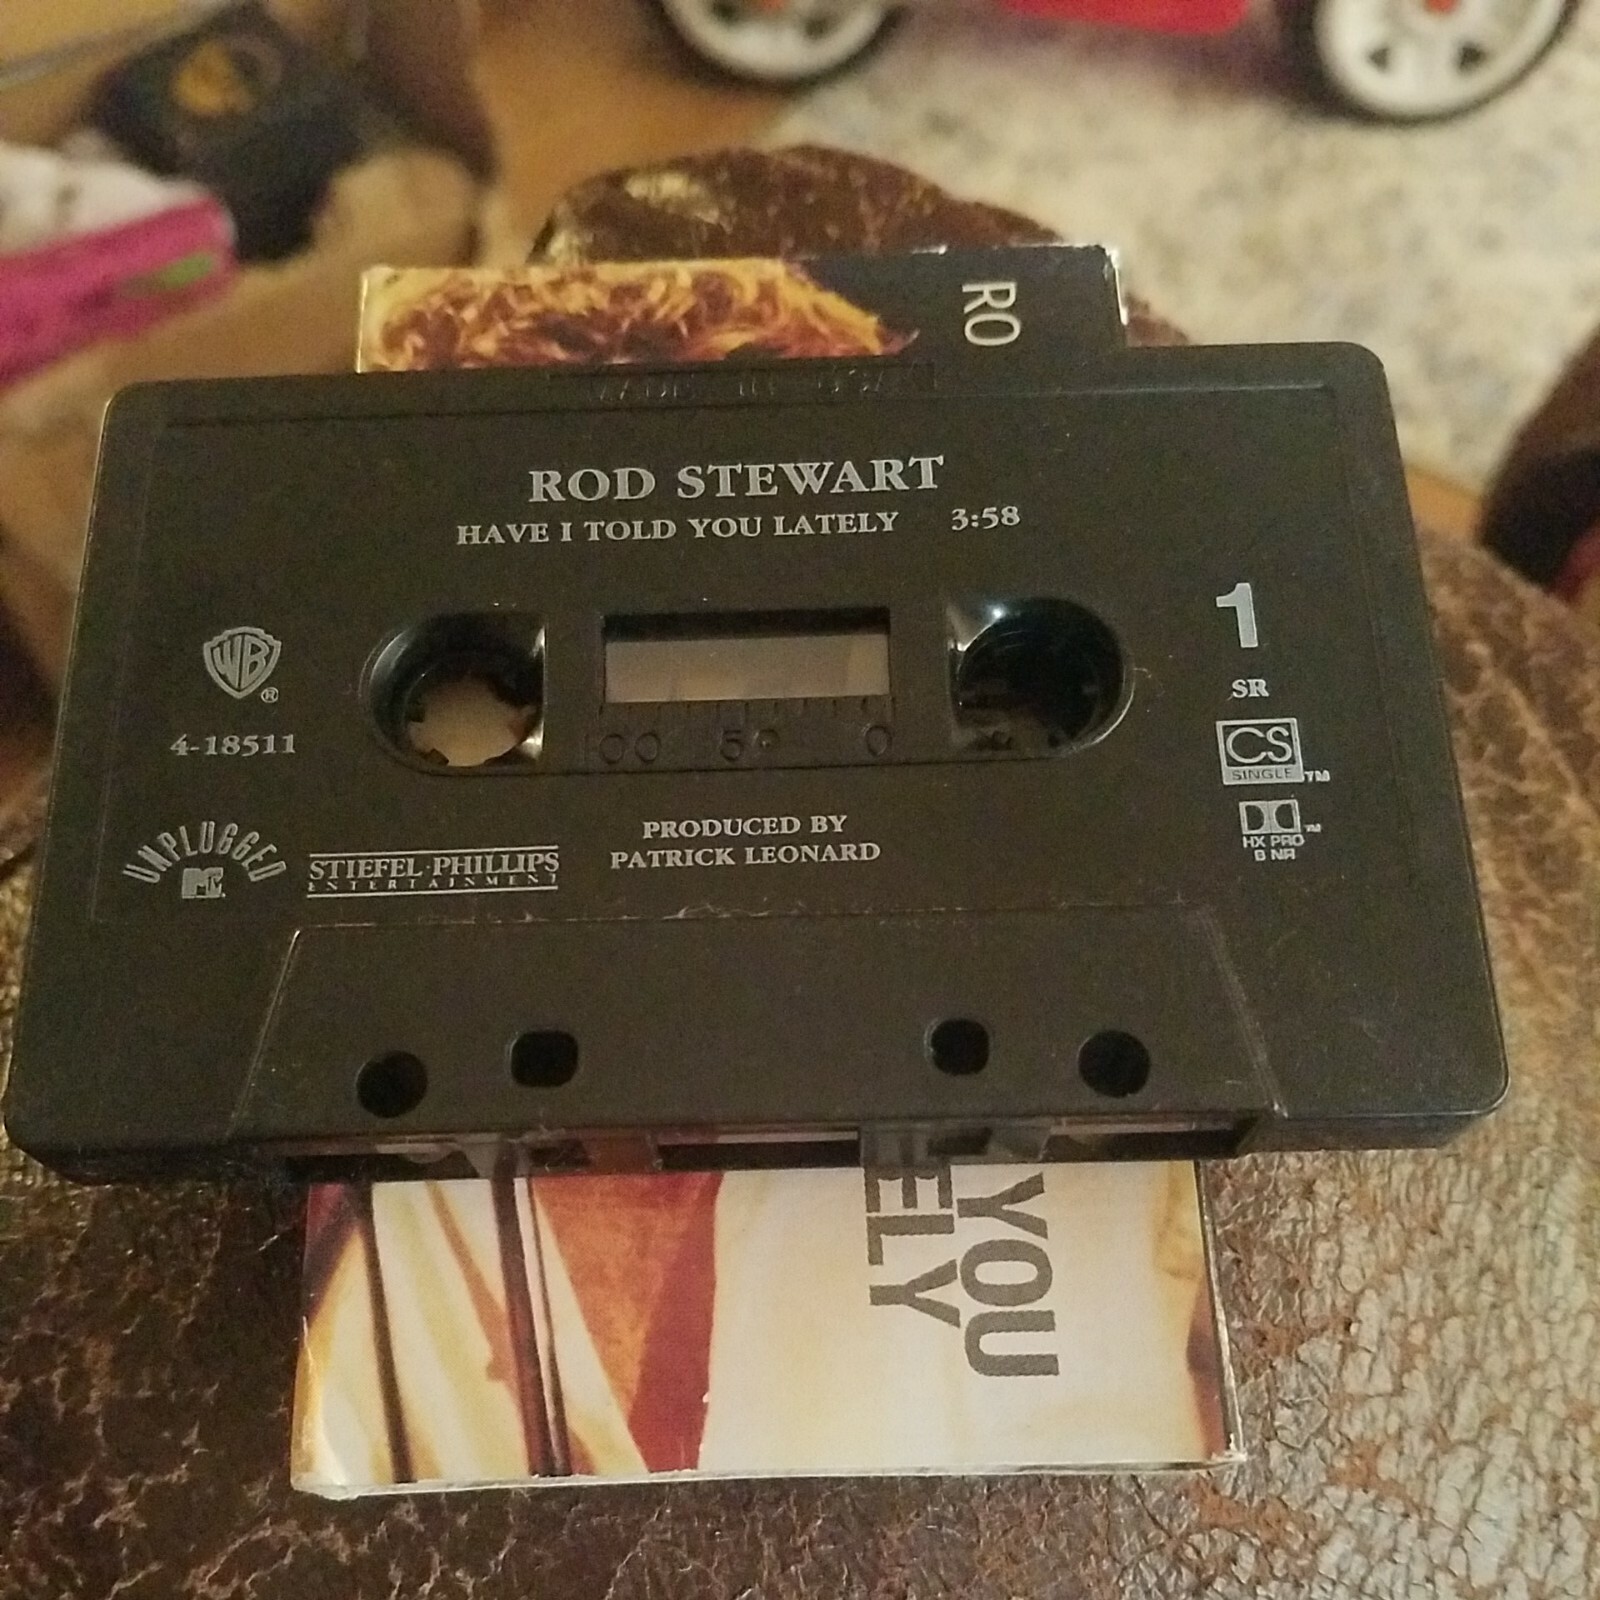 RO
ROD STEWART
HAVE I TOLD YOU LATELY 3:58
1
SR
WB
®
4-18511
CS
SINGLE TM
100 50 0
UNPLUGGED
MTV
STIEFEL·PHILLIPS
ENTERTAINMENT
PRODUCED BY
PATRICK LEONARD
HX PRO
B NR
YOU
ELY